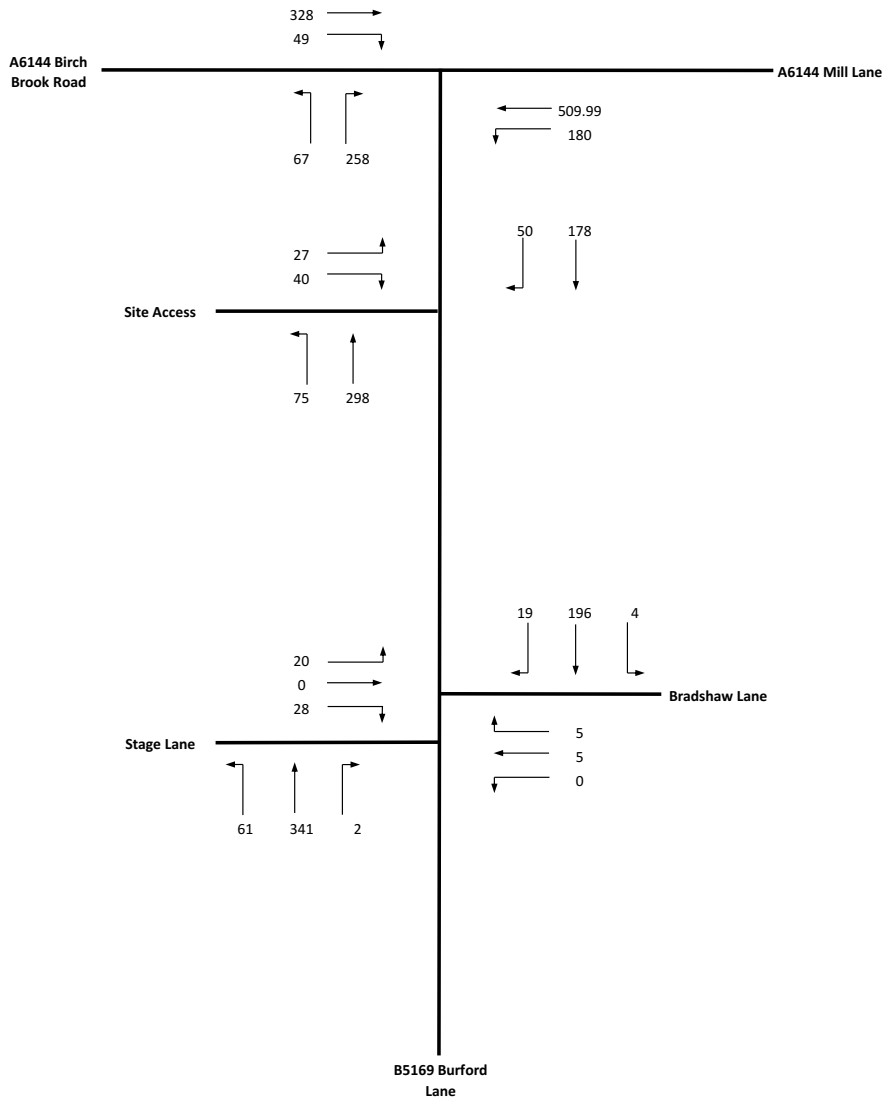 328
49
A6144 Birch
Brook Road
A6144 Mill Lane
509.99
180
67 258
50 178
27
40
Site Access
75 298
19 196 4
20
0
28
Bradshaw Lane
Stage Lane
5
5
0
61 341 2
B5169 Burford
Lane